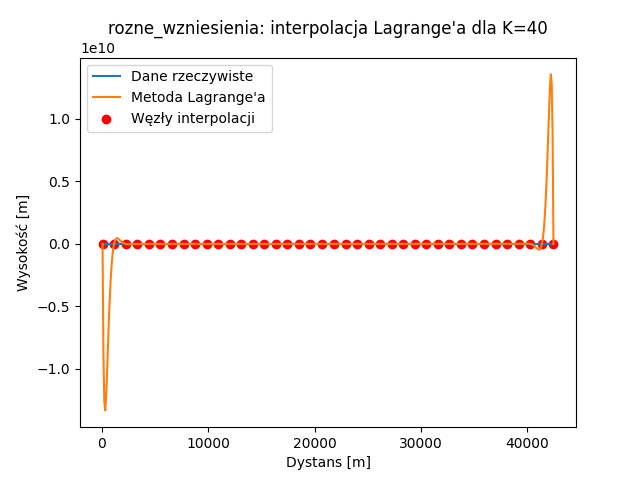 rozne_wzniesienia: interpolacja Lagrange'a dla K=40
1e10
Dane rzeczywiste
Metoda Lagrange'a
Węzły interpolacji
1.0
0.5
0.0
−0.5
−1.0
Wysokość [m]
0
10000
20000
30000
40000
Dystans [m]